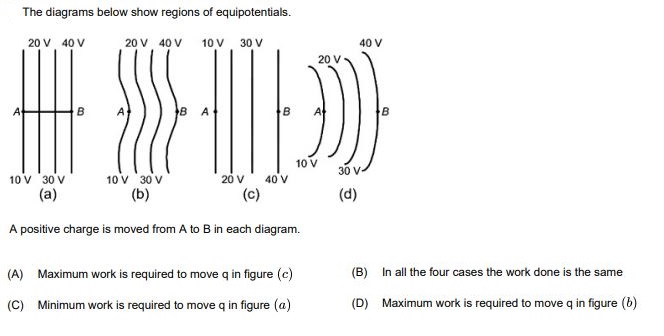 The diagrams below show regions of equipotentials.
20 V 40 V 20 V 40 V 10 V 30 V 20 V 40 V
A B A B A B A B
10 V 30 V 10 V 30 V 20 V 40 V 10 V 30 V
(a) (b) (c) (d)
A positive charge is moved from A to B in each diagram.
(A) Maximum work is required to move q in figure (c) (B) In all the four cases the work done is the same
(C) Minimum work is required to move q in figure (a) (D) Maximum work is required to move q in figure (b)